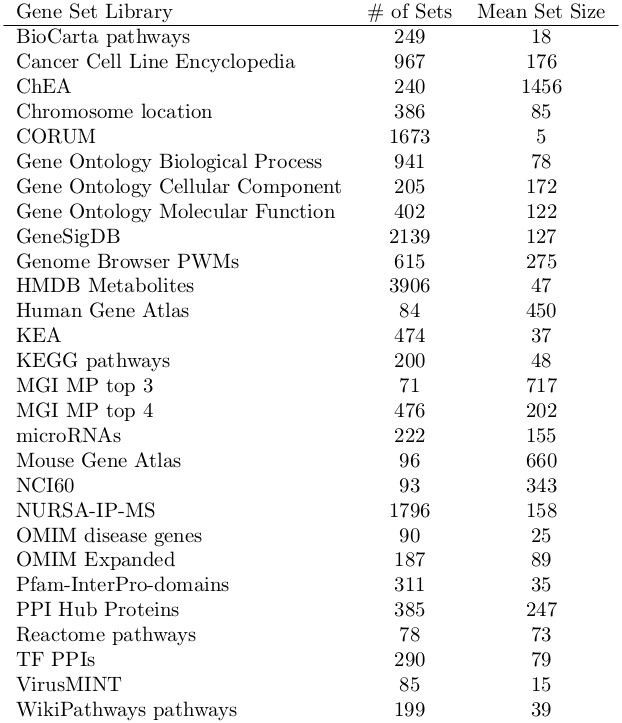 Gene Set Library # of Sets Mean Set Size
BioCarta pathways 249 18
Cancer Cell Line Encyclopedia 967 176
ChEA 240 1456
Chromosome location 386 85
CORUM 1673 5
Gene Ontology Biological Process 941 78
Gene Ontology Cellular Component 205 172
Gene Ontology Molecular Function 402 122
GeneSigDB 2139 127
Genome Browser PWMs 615 275
HMDB Metabolites 3906 47
Human Gene Atlas 84 450
KEA 474 37
KEGG pathways 200 48
MGI MP top 3 71 717
MGI MP top 4 476 202
microRNAs 222 155
Mouse Gene Atlas 96 660
NCI60 93 343
NURSA-IP-MS 1796 158
OMIM disease genes 90 25
OMIM Expanded 187 89
Pfam-InterPro-domains 311 35
PPI Hub Proteins 385 247
Reactome pathways 78 73
TF PPIs 290 79
VirusMINT 85 15
WikiPathways pathways 199 39